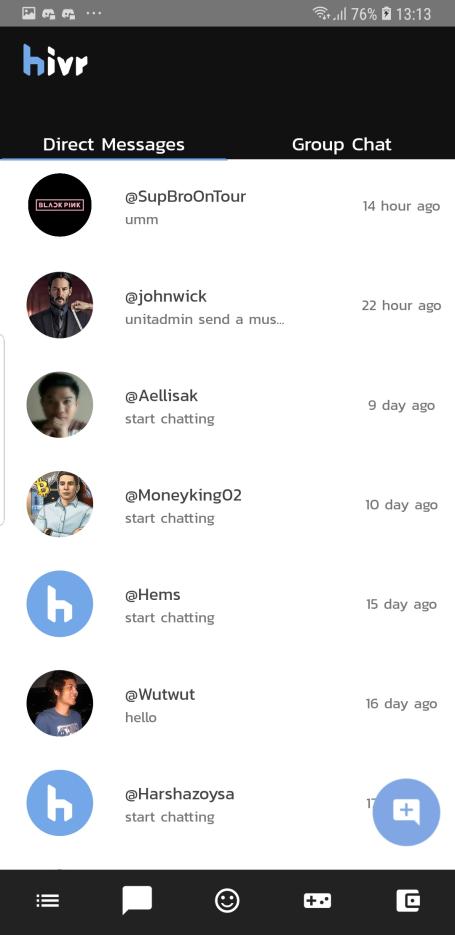 76% 13:13
hivr
Direct Messages Group Chat
BLACKPINK
@SupBroOnTour 14 hour ago
umm
@johnwick 22 hour ago
unitadmin send a mus...
@Aellisak 9 day ago
start chatting
@Moneyking02 10 day ago
start chatting
@Hems 15 day ago
start chatting
@Wutwut 16 day ago
hello
@Harshazoysa
start chatting